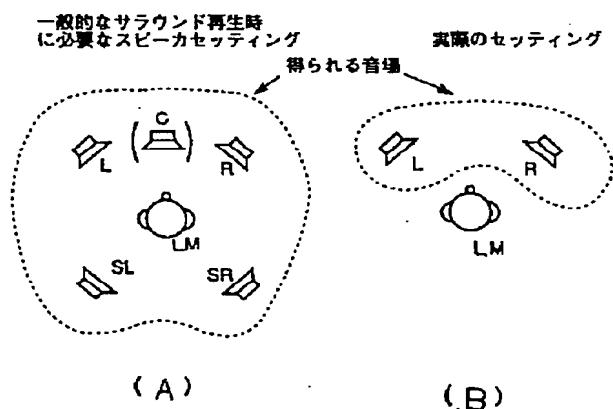 一般的なサラウンド再生時
に必要なスピーカセッティング
実際のセッティング
得られる音場
(C)
L
R
L
R
LM
LM
SL
SR
(A)
(B)